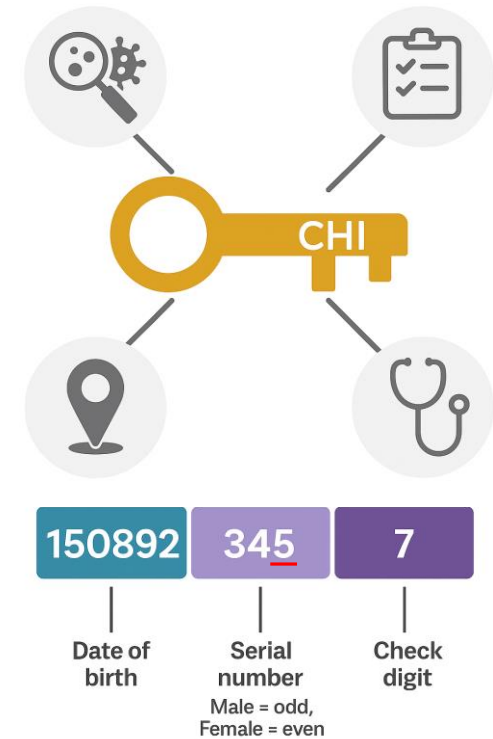 CHI
150892 345 7
Date of birth
Serial number
Male = odd,
Female = even
Check digit